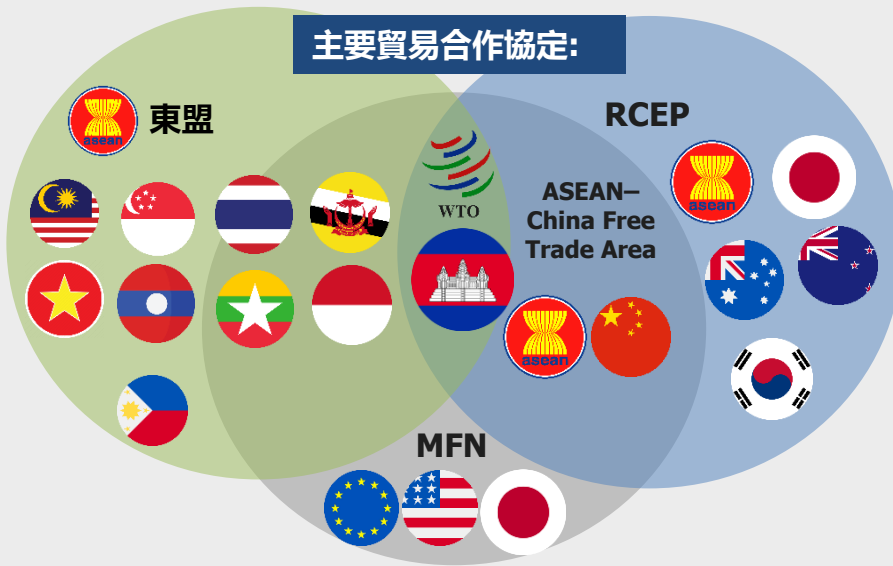 主要貿易合作協定:
asean
東盟
WTO
RCEP
asean
ASEAN–
China Free
Trade Area
asean
MFN